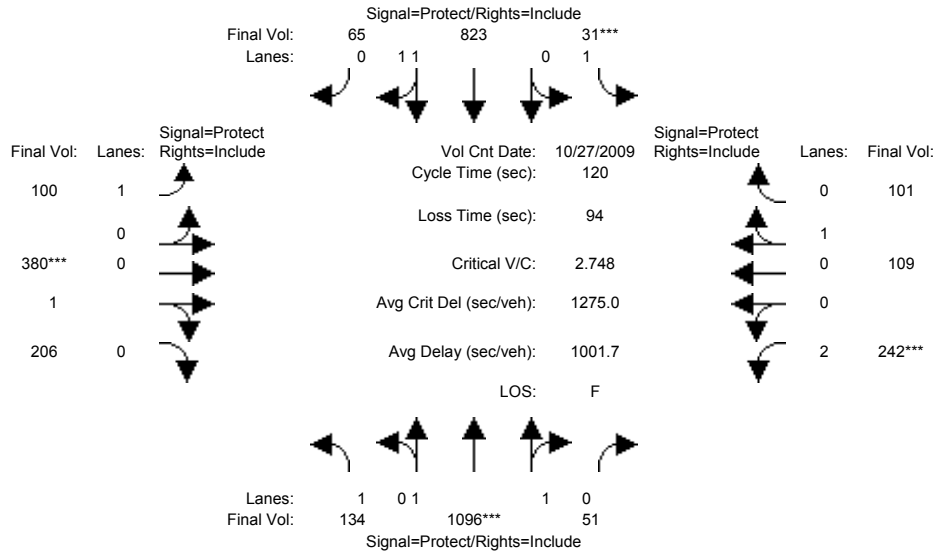 Signal=Protect/Rights=Include
Final Vol: 65 823 31***
Lanes: 0 1 1 0 1
Signal=Protect Signal=Protect
Final Vol: Lanes: Rights=Include Vol Cnt Date: 10/27/2009 Rights=Include Lanes: Final Vol:
Cycle Time (sec): 120
100 1 0 101
Loss Time (sec): 94
0 1
380*** 0 Critical V/C: 2.748 0 109
1 Avg Crit Del (sec/veh): 1275.0 0
206 0 Avg Delay (sec/veh): 1001.7 2 242***
LOS: F
Lanes: 1 0 1 1 0
Final Vol: 134 1096*** 51
Signal=Protect/Rights=Include